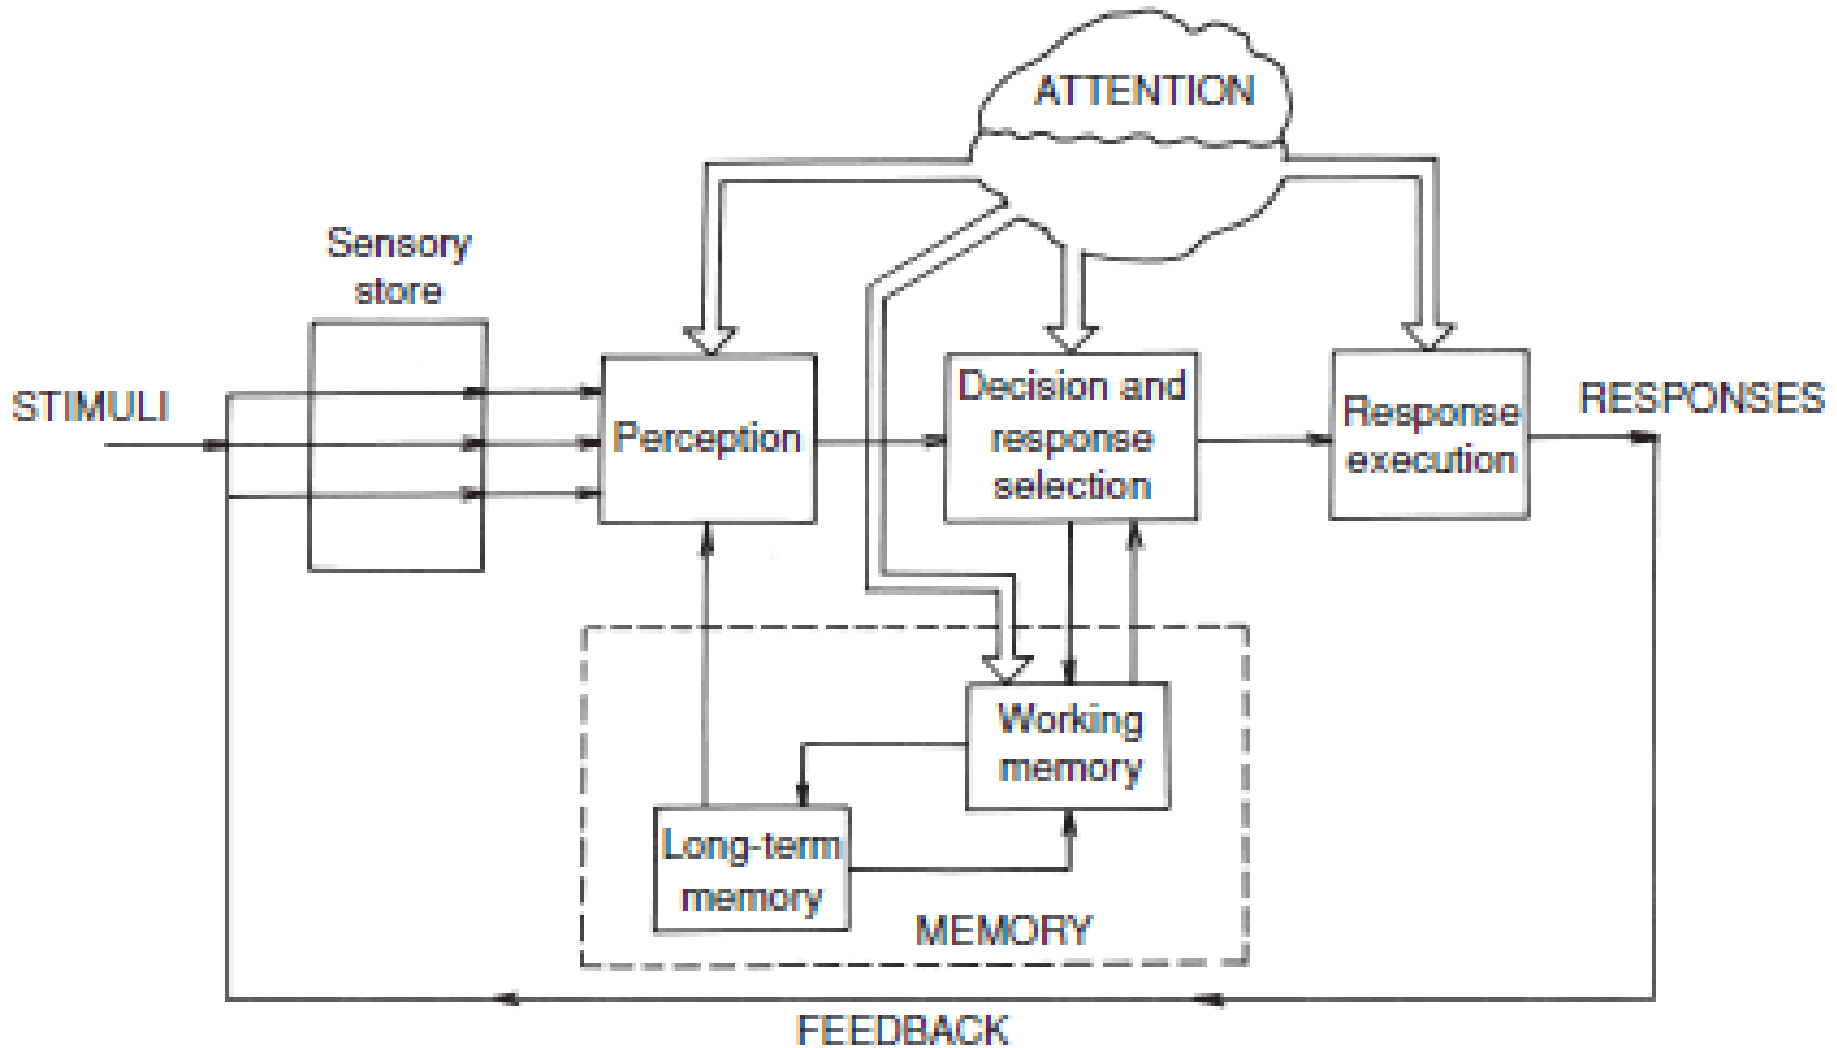 ATTENTION
Sensory
store
STIMULI
Perception
Decision and
response
selection
Response
execution
RESPONSES
Working
memory
Long-term
memory
MEMORY
FEEDBACK